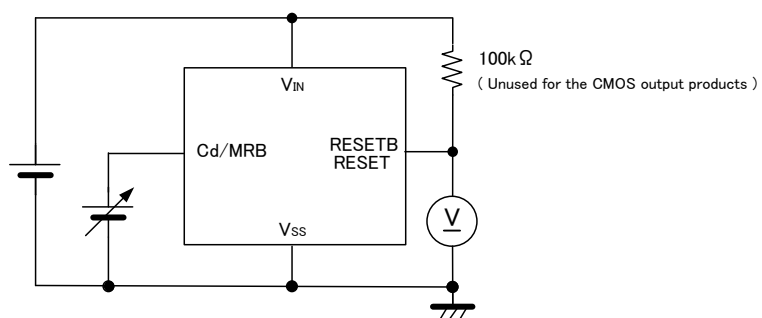 100kΩ
( Unused for the CMOS output products )
VIN
Cd/MRB
RESETB
RESET
V
VSS